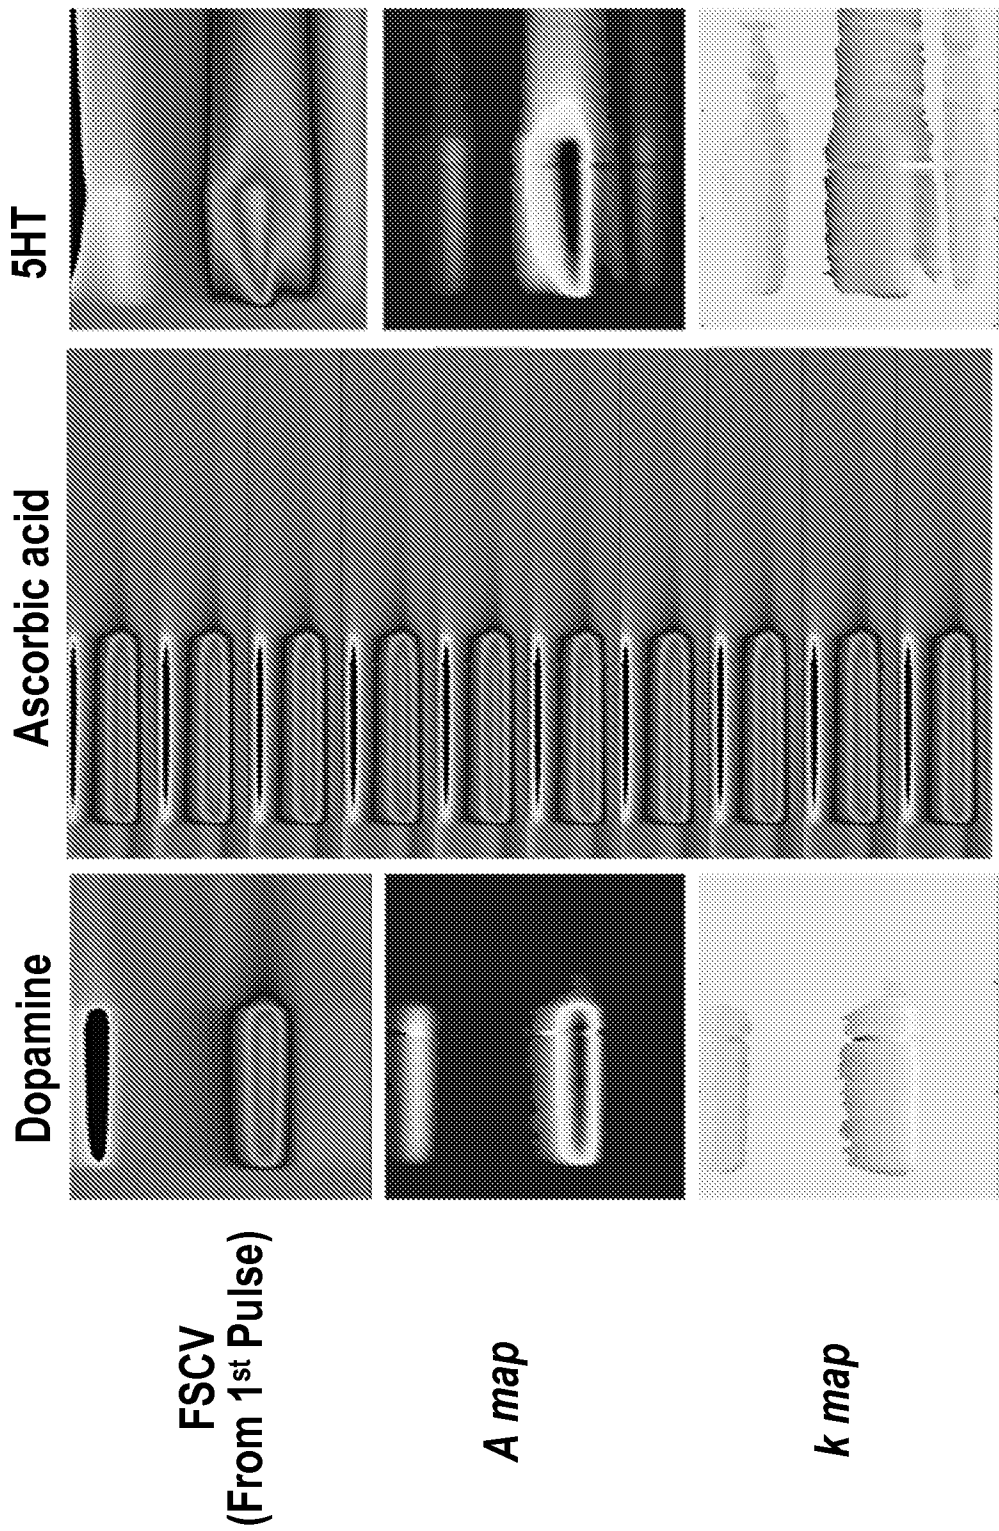 Dopamine
Ascorbic acid
5HT
FSCV
(From 1st Pulse)
A map
k map